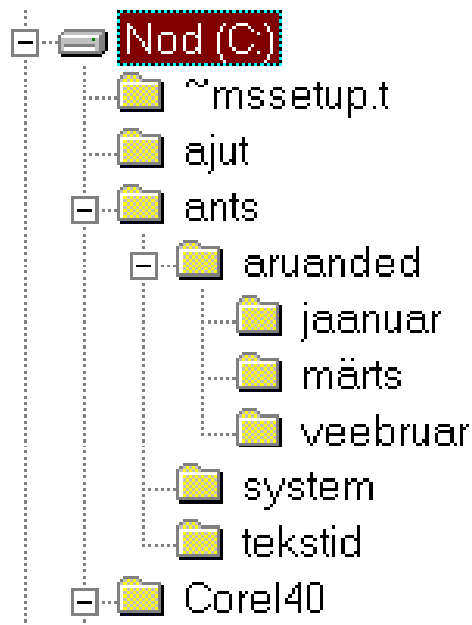 Nod (C:)
~mssetup.t
ajut
ants
aruanded
jaanuar
märts
veebruar
system
tekstid
Corel40